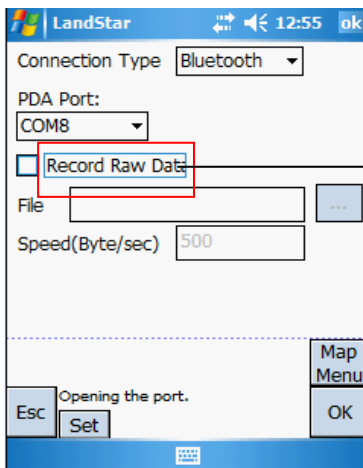 LandStar 12:55 ok
Connection Type Bluetooth
PDA Port:
COM8
Record Raw Data
File ...
Speed(Byte/sec) 500
Map
Menu
Opening the port.
Esc Set OK